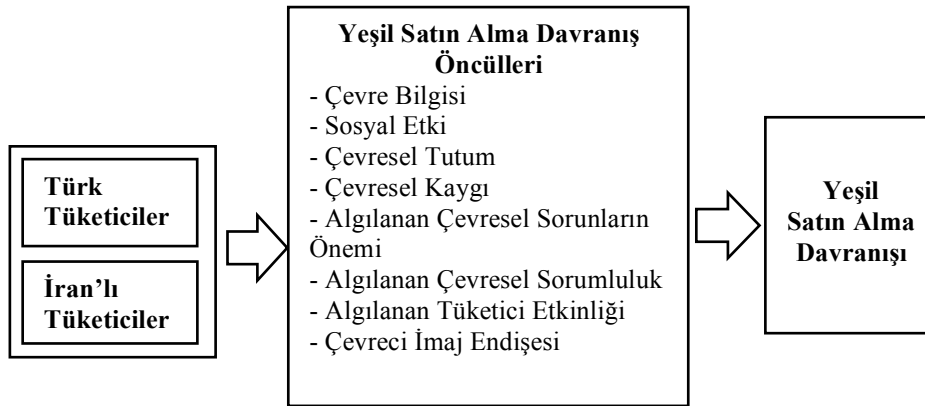 Türk
Tüketiciler
İran’lı
Tüketiciler
Yeşil Satın Alma Davranış
Öncülleri
- Çevre Bilgisi
- Sosyal Etki
- Çevresel Tutum
- Çevresel Kaygı
- Algılanan Çevresel Sorunların
Önemi
- Algılanan Çevresel Sorumluluk
- Algılanan Tüketici Etkinliği
- Çevreci İmaj Endişesi
Yeşil
Satın Alma
Davranışı